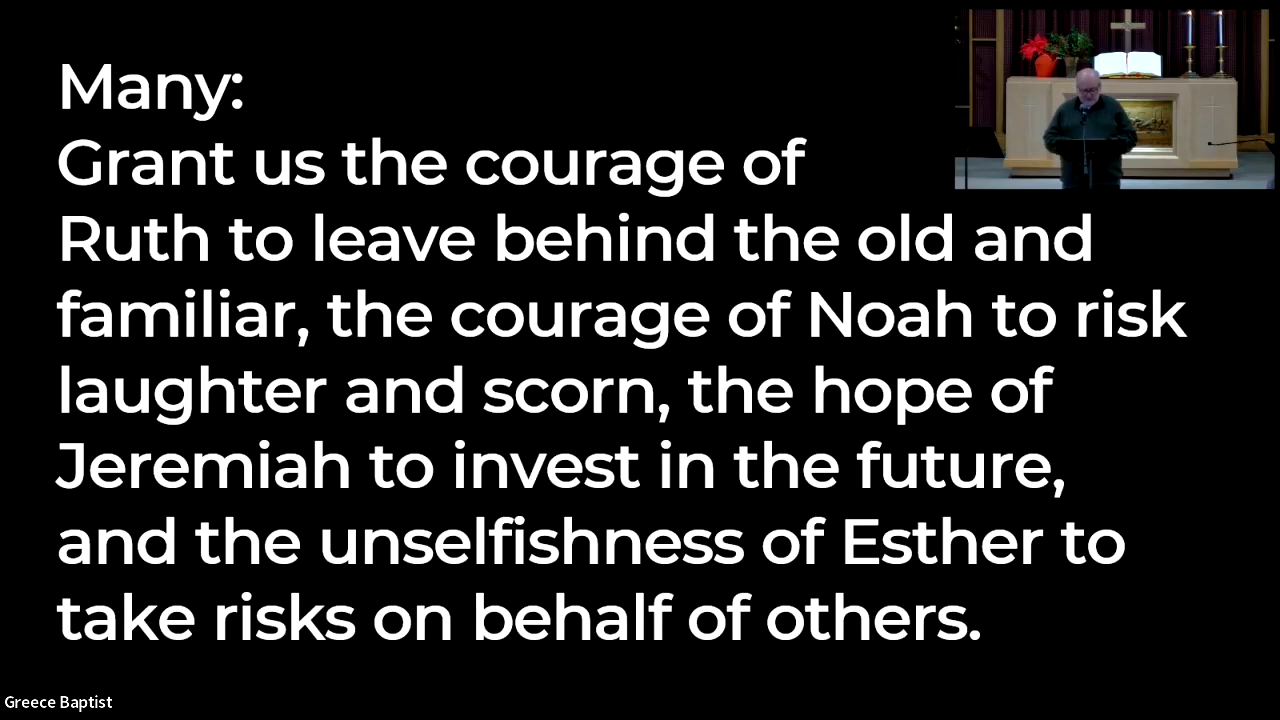 Many:
Grant us the courage of
Ruth to leave behind the old and
familiar, the courage of Noah to risk
laughter and scorn, the hope of
Jeremiah to invest in the future,
and the unselfishness of Esther to
take risks on behalf of others.
Greece Baptist